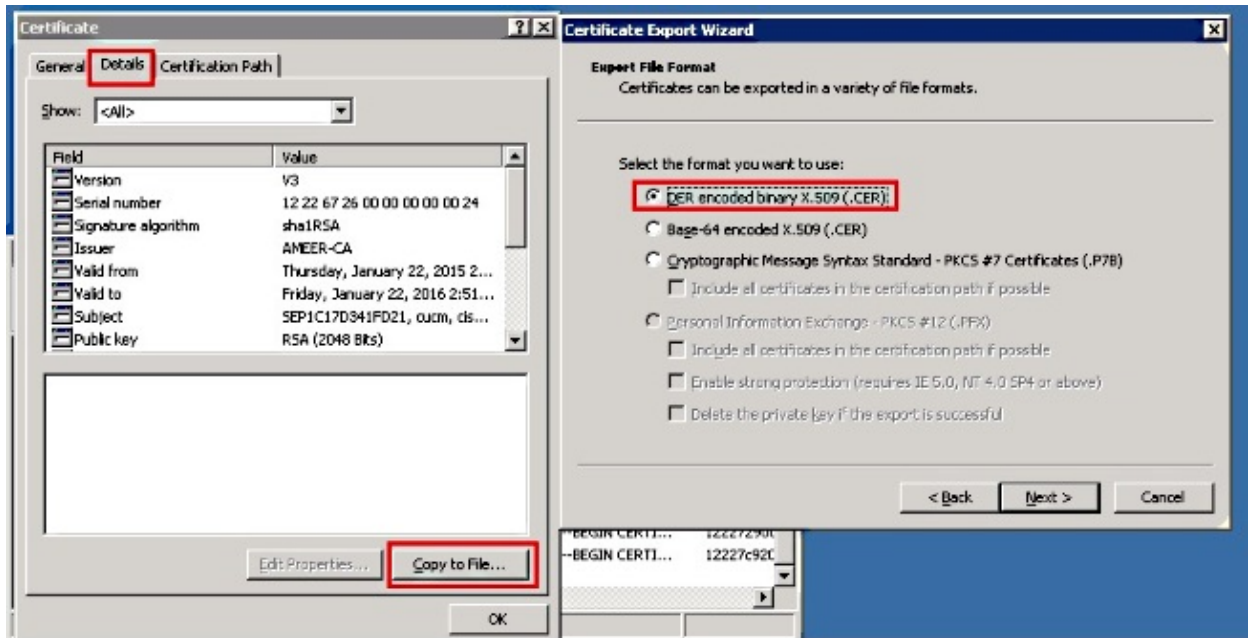 Certificate
General Details Certification Path
Show: <All>
Field Value
Version V3
Serial number 12 22 67 26 00 00 00 00 00 24
Signature algorithm sha1RSA
Issuer AMEER-CA
Valid from Thursday, January 22, 2015 2...
Valid to Friday, January 22, 2016 2:51...
Subject SEP1C17D341FD21, cucm, cis...
Public key RSA (2048 Bits)
Edit Properties... Copy to File...
OK
Certificate Export Wizard
Export File Format
Certificates can be exported in a variety of file formats.
Select the format you want to use:
DER encoded binary X.509 (.CER)
Base-64 encoded X.509 (.CER)
Cryptographic Message Syntax Standard - PKCS #7 Certificates (.P7B)
Include all certificates in the certification path if possible
Personal Information Exchange - PKCS #12 (.PFX)
Include all certificates in the certification path if possible
Enable strong protection (requires IE 5.0, NT 4.0 SP4 or above)
Delete the private key if the export is successful
< Back Next > Cancel
--BEGIN CERTI...
--BEGIN CERTI... 12227c92